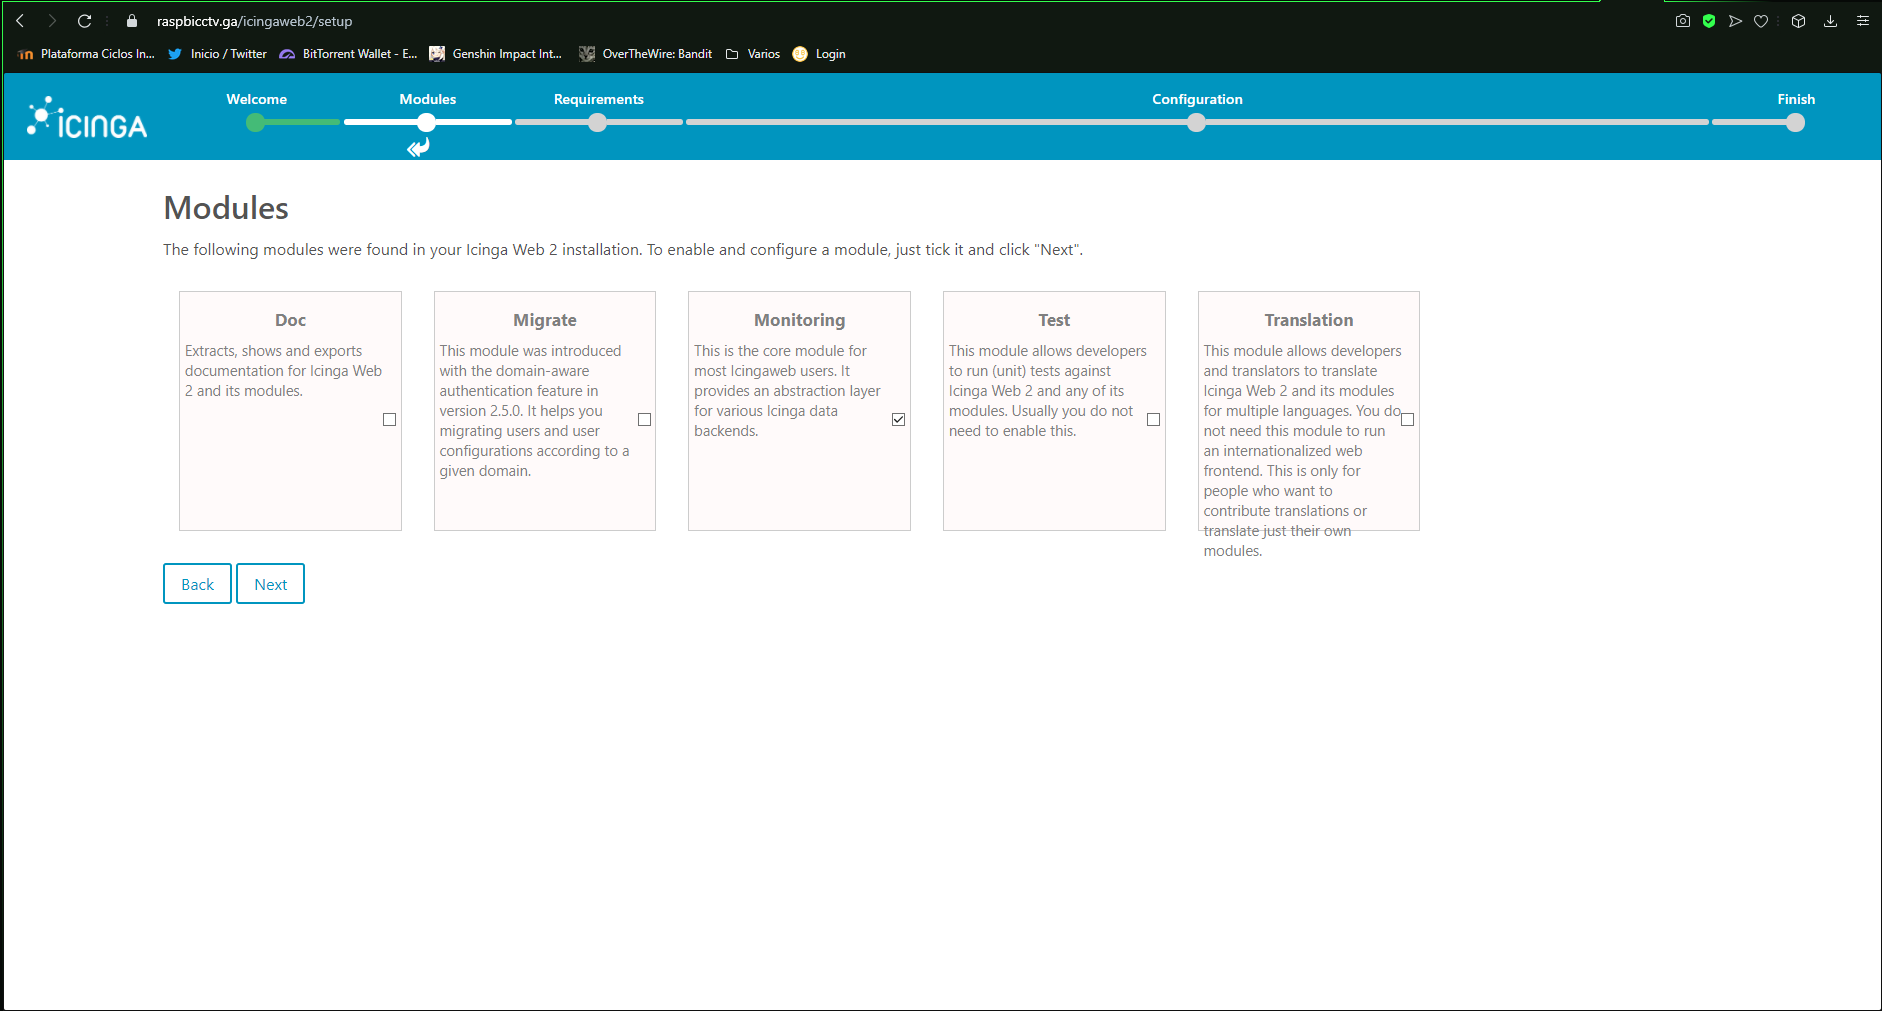 raspbicctv.ga/icingaweb2/setup
Plataforma Ciclos In... Inicio / Twitter BitTorrent Wallet - E... Genshin Impact Int... OverTheWire: Bandit Varios Login
Welcome Modules Requirements Configuration Finish
ICINGA
Modules
The following modules were found in your Icinga Web 2 installation. To enable and configure a module, just tick it and click "Next".
Doc
Extracts, shows and exports
documentation for Icinga Web
2 and its modules.
Migrate
This module was introduced
with the domain-aware
authentication feature in
version 2.5.0. It helps you
migrating users and user
configurations according to a
given domain.
Monitoring
This is the core module for
most Icingaweb users. It
provides an abstraction layer
for various Icinga data
backends.
Test
This module allows developers
to run (unit) tests against
Icinga Web 2 and any of its
modules. Usually you do not
need to enable this.
Translation
This module allows developers
and translators to translate
Icinga Web 2 and its modules
for multiple languages. You do
not need this module to run
an internationalized web
frontend. This is only for
people who want to
contribute translations or
translate just their own
modules.
Back Next